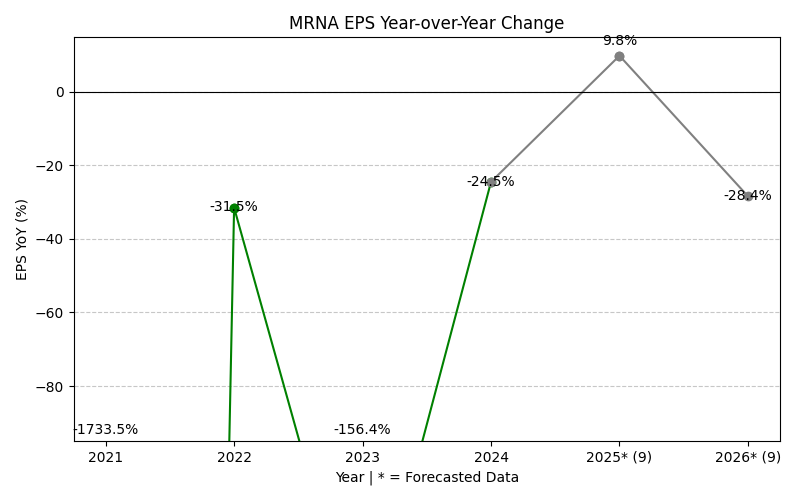 MRNA EPS Year-over-Year Change
EPS YoY (%)
0
−20
−40
−60
−80
-1733.5%
-31.5%
-156.4%
-24.5%
9.8%
-28.4%
2021 2022 2023 2024 2025* (9) 2026* (9)
Year | * = Forecasted Data